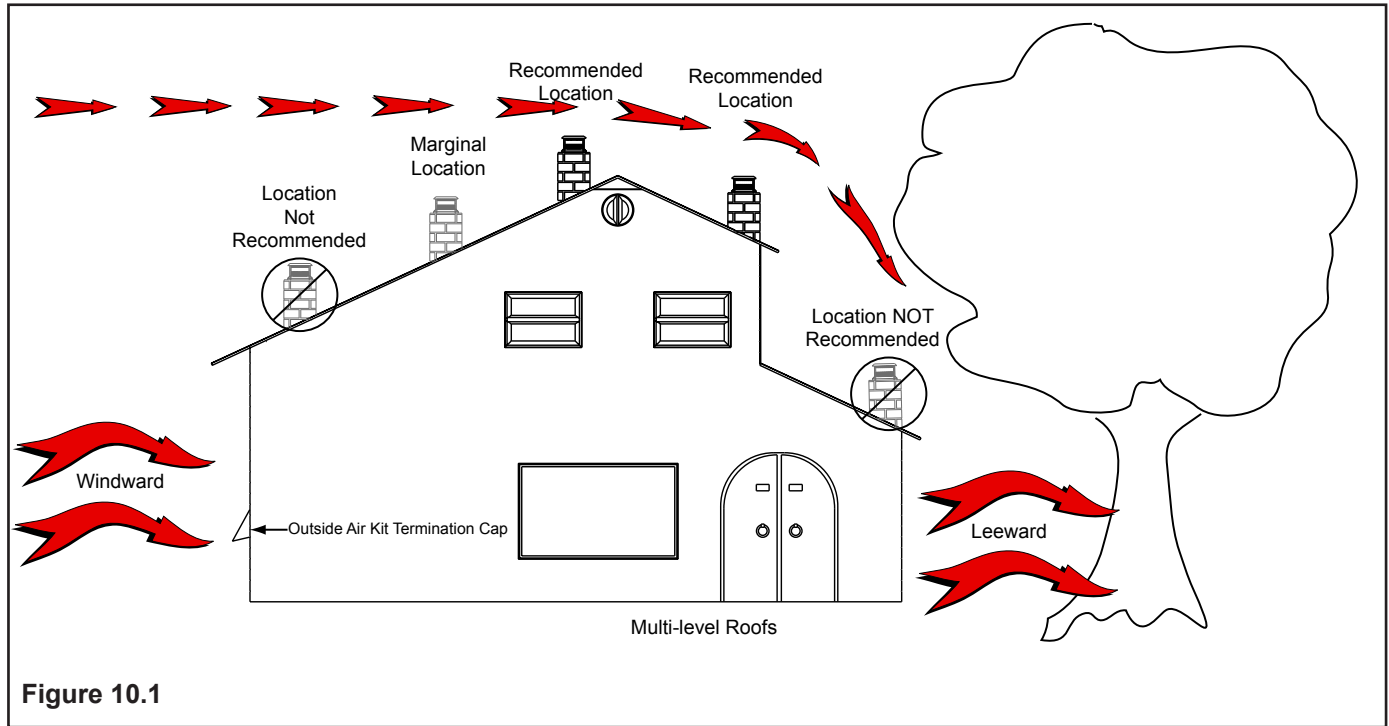 Recommended
Location
Recommended
Location
Marginal
Location
Location
Not
Recommended
Location NOT
Recommended
Windward
Outside Air Kit Termination Cap
Leeward
Multi-level Roofs
Figure 10.1